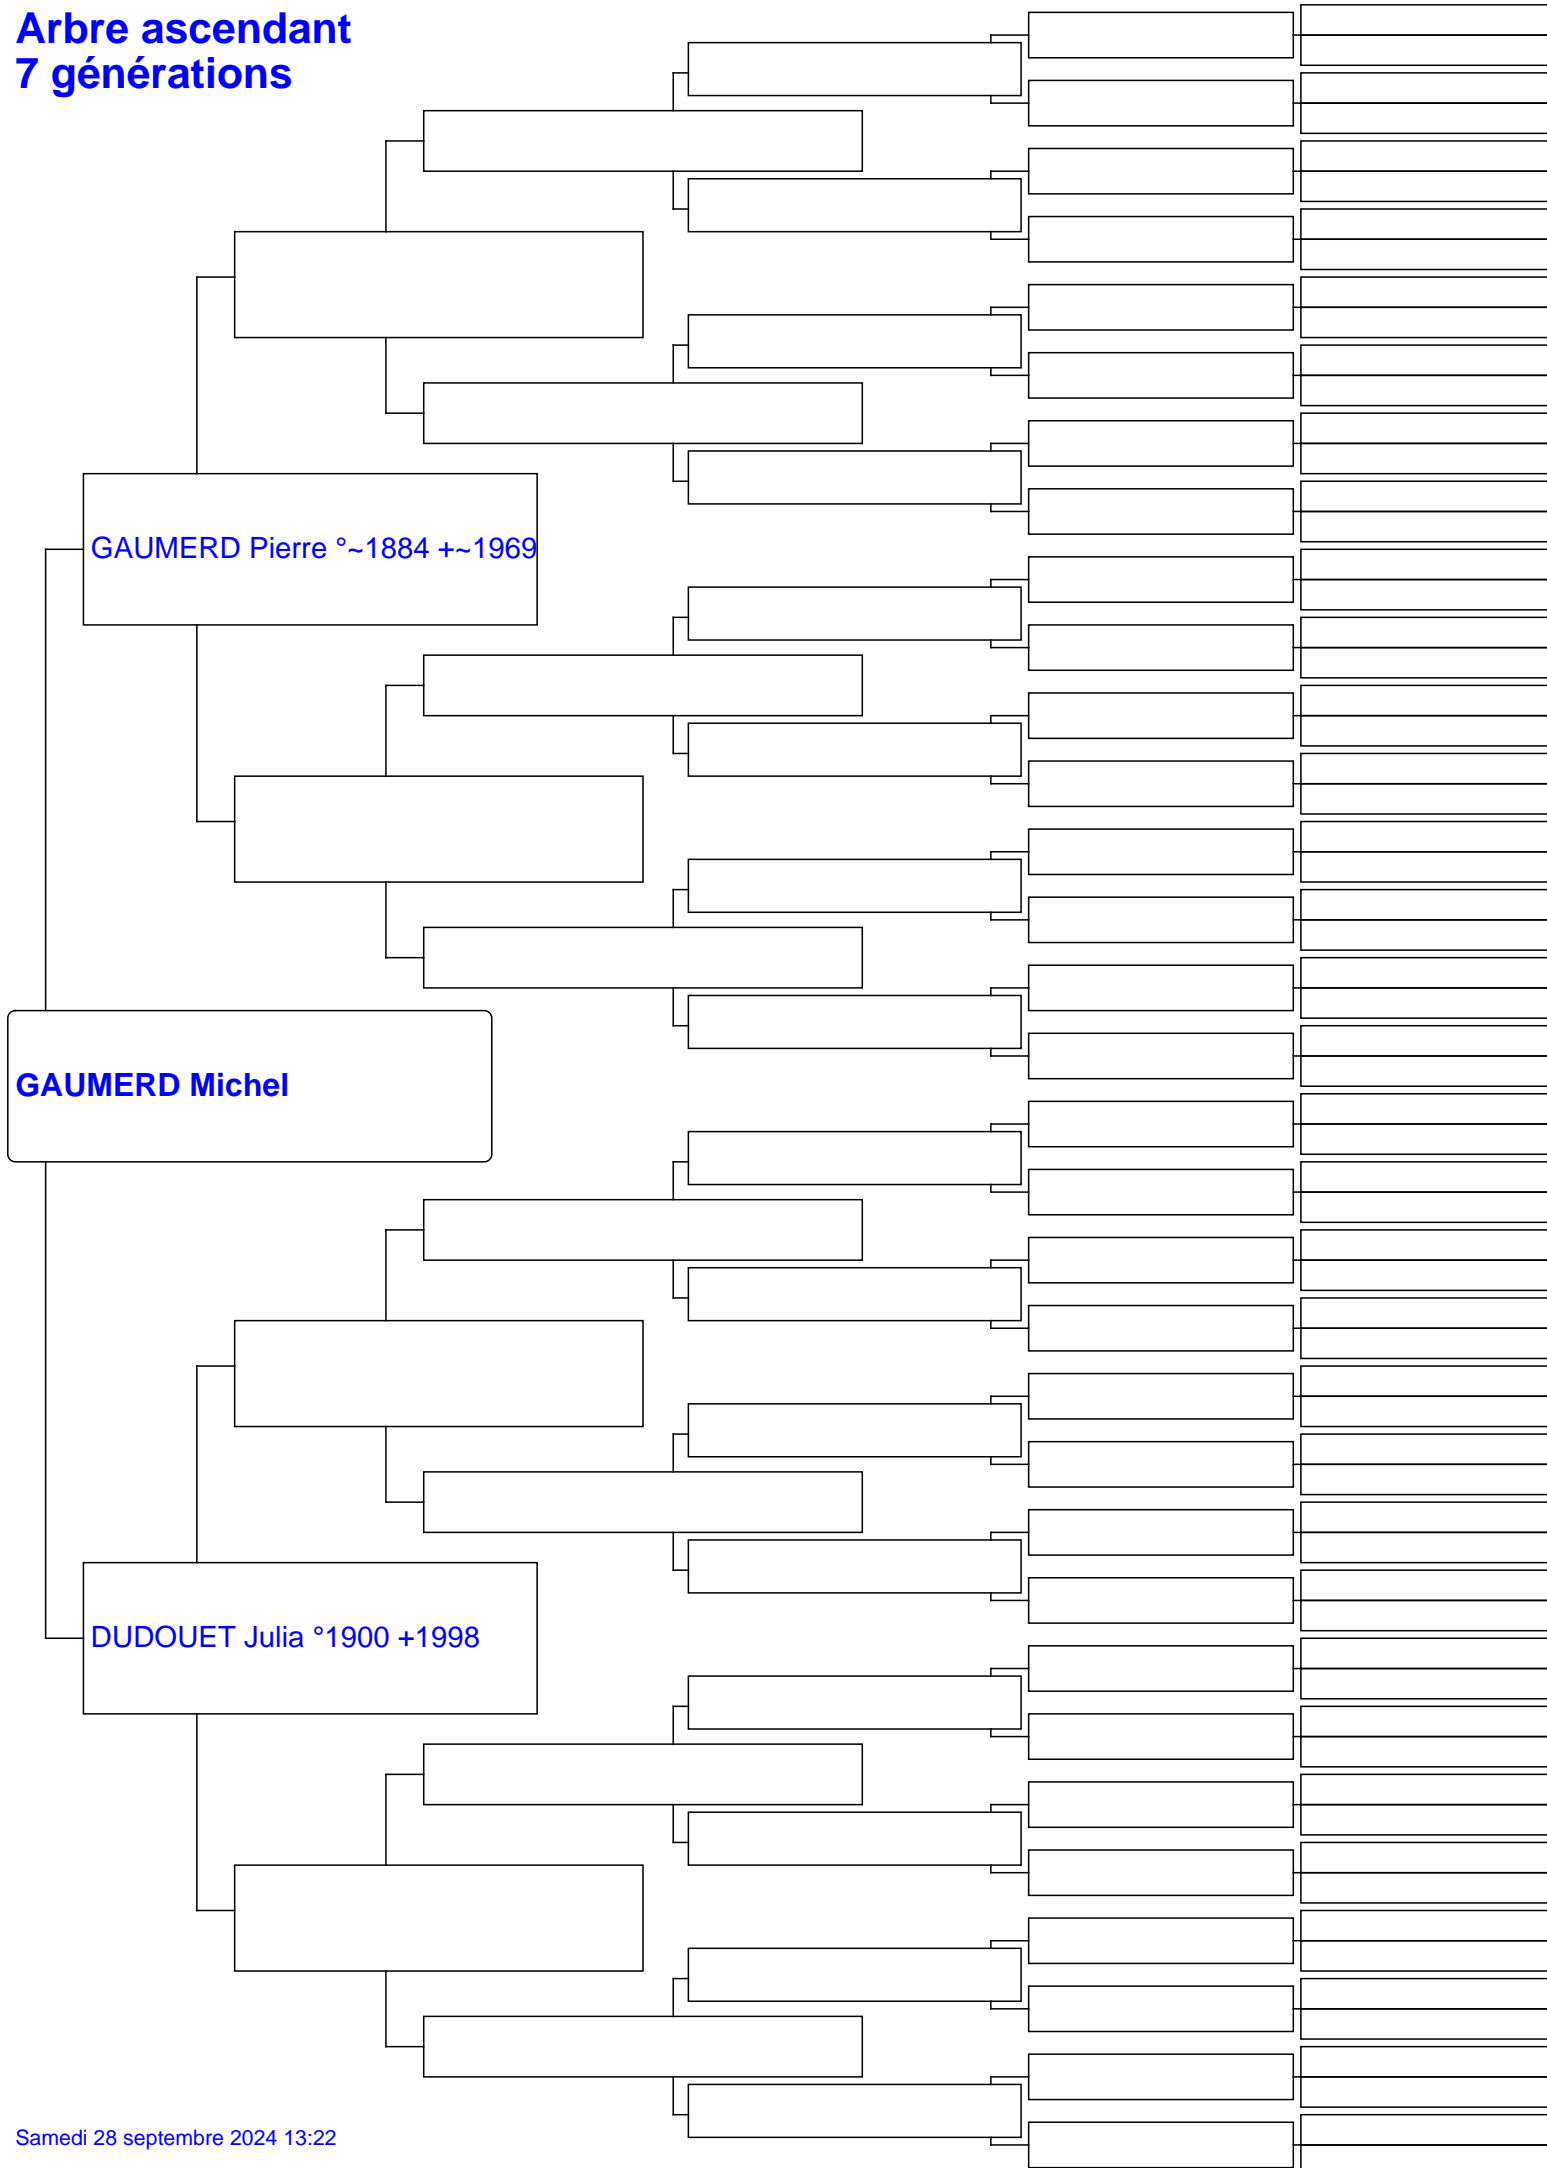 Arbre ascendant
7 générations
GAUMERD Pierre °~1884 +~1969
GAUMERD Michel
DUDOUET Julia °1900 +1998
Samedi 28 septembre 2024 13:22